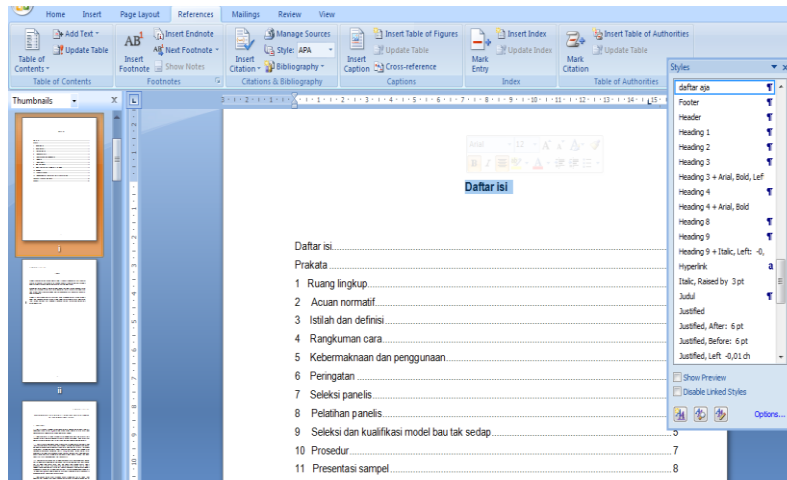 Home Insert Page Layout References Mailings Review View
Table of Contents
Add Text
Update Table
Table of Contents
AB
Insert Footnote
Insert Endnote
Next Footnote
Show Notes
Footnotes
Insert Citation
Manage Sources
Style: APA
Bibliography
Citations & Bibliography
Insert Caption
Insert Table of Figures
Update Table
Cross-reference
Captions
Mark Entry
Insert Index
Update Index
Index
Mark Citation
Insert Table of Authorities
Update Table
Table of Authorities
Thumbnails
i
ii
Arial 12
Daftar isi
Daftar isi
Prakata
1 Ruang lingkup
2 Acuan normatif
3 Istilah dan definisi
4 Rangkuman cara
5 Kebermaknaan dan penggunaan
6 Peringatan
7 Seleksi panelis
8 Pelatihan panelis
9 Seleksi dan kualifikasi model bau tak sedap 5
10 Prosedur 7
11 Presentasi sampel 8
Styles
daftar aja
Footer
Header
Heading 1
Heading 2
Heading 3
Heading 3 + Arial, Bold, Lef
Heading 4
Heading 4 + Arial, Bold
Heading 8
Heading 9
Heading 9 + Italic, Left: -0,
Hyperlink
Italic, Raised by 3 pt
Judul
Justified
Justified, After: 6 pt
Justified, Before: 6 pt
Justified, Left -0,01 ch
Show Preview
Disable Linked Styles
Options...